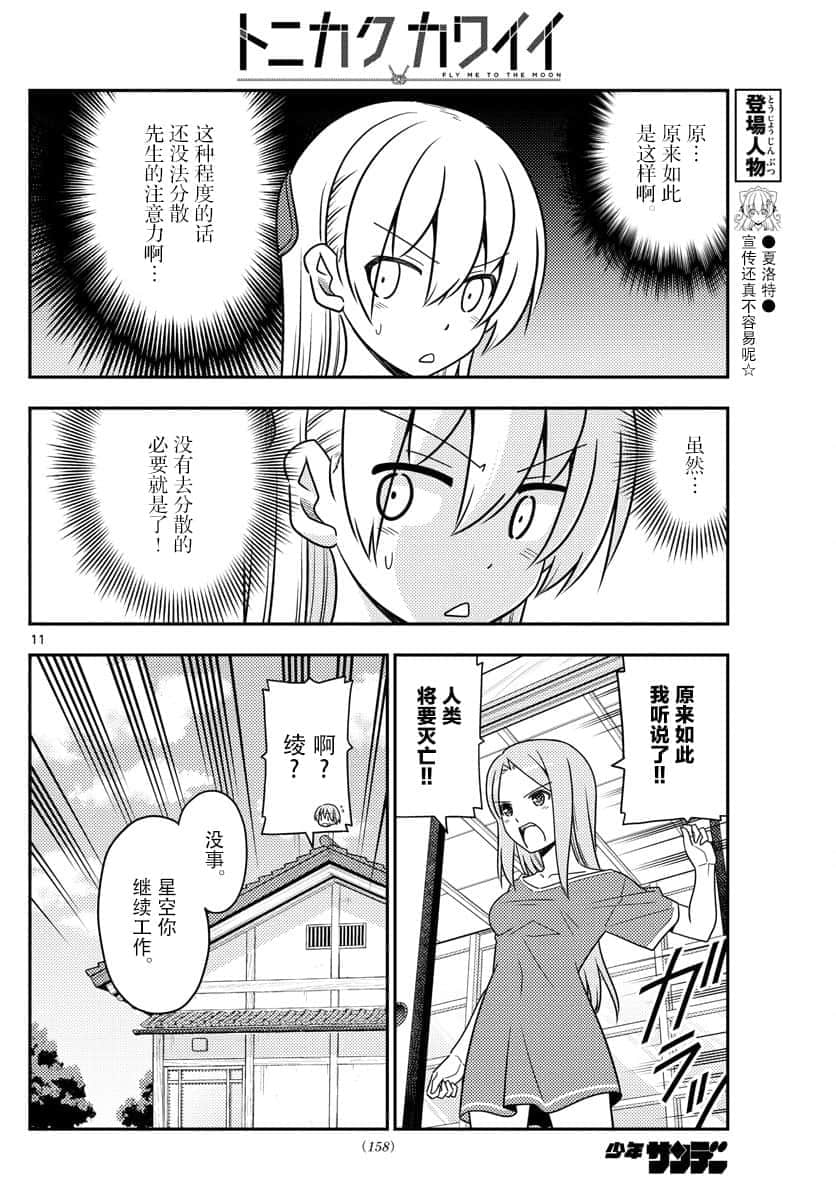 トニカクカワイイ
FLY ME TO THE MOON
とうじょうじんぶつ
登場人物
●夏洛特●
宣传还真不容易呢☆
原…
原来如此
是这样啊。
这种程度的话
还没法分散
先生的注意力啊…
虽然…
没有去分散的
必要就是了！
11
原来如此
我听说了!!
人类
将要灭亡!!
ガラッ
啊?
绫?
没事。
星空你
继续工作。
(158)
少年サンデー